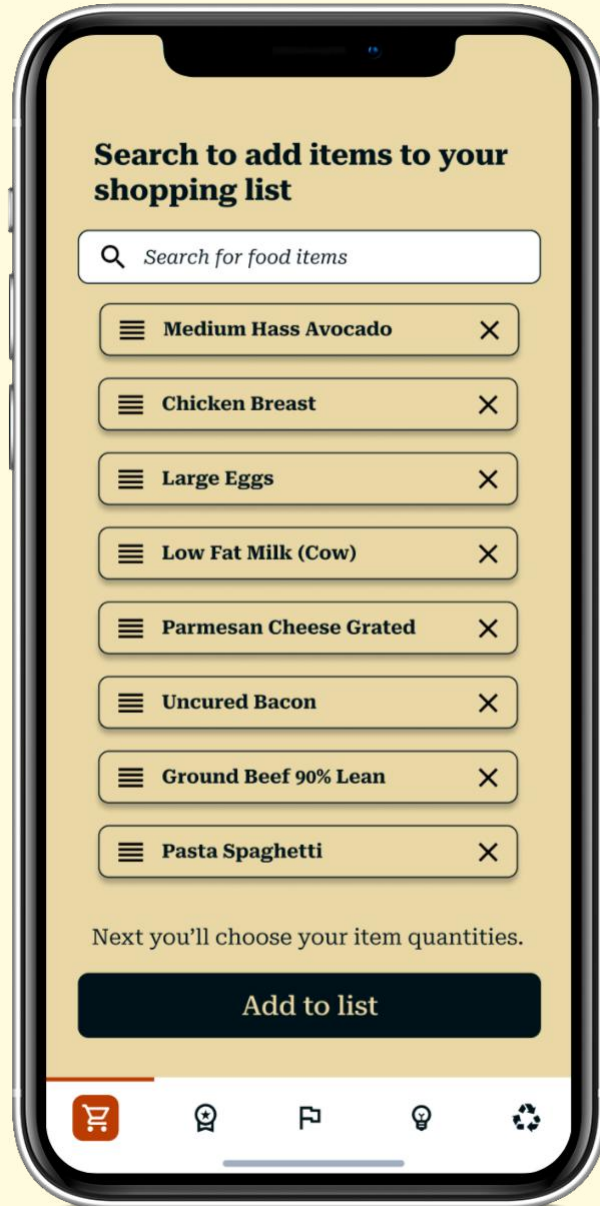 Search to add items to your
shopping list
Search for food items
Medium Hass Avocado
Chicken Breast
Large Eggs
Low Fat Milk (Cow)
Parmesan Cheese Grated
Uncured Bacon
Ground Beef 90% Lean
Pasta Spaghetti
Next you’ll choose your item quantities.
Add to list